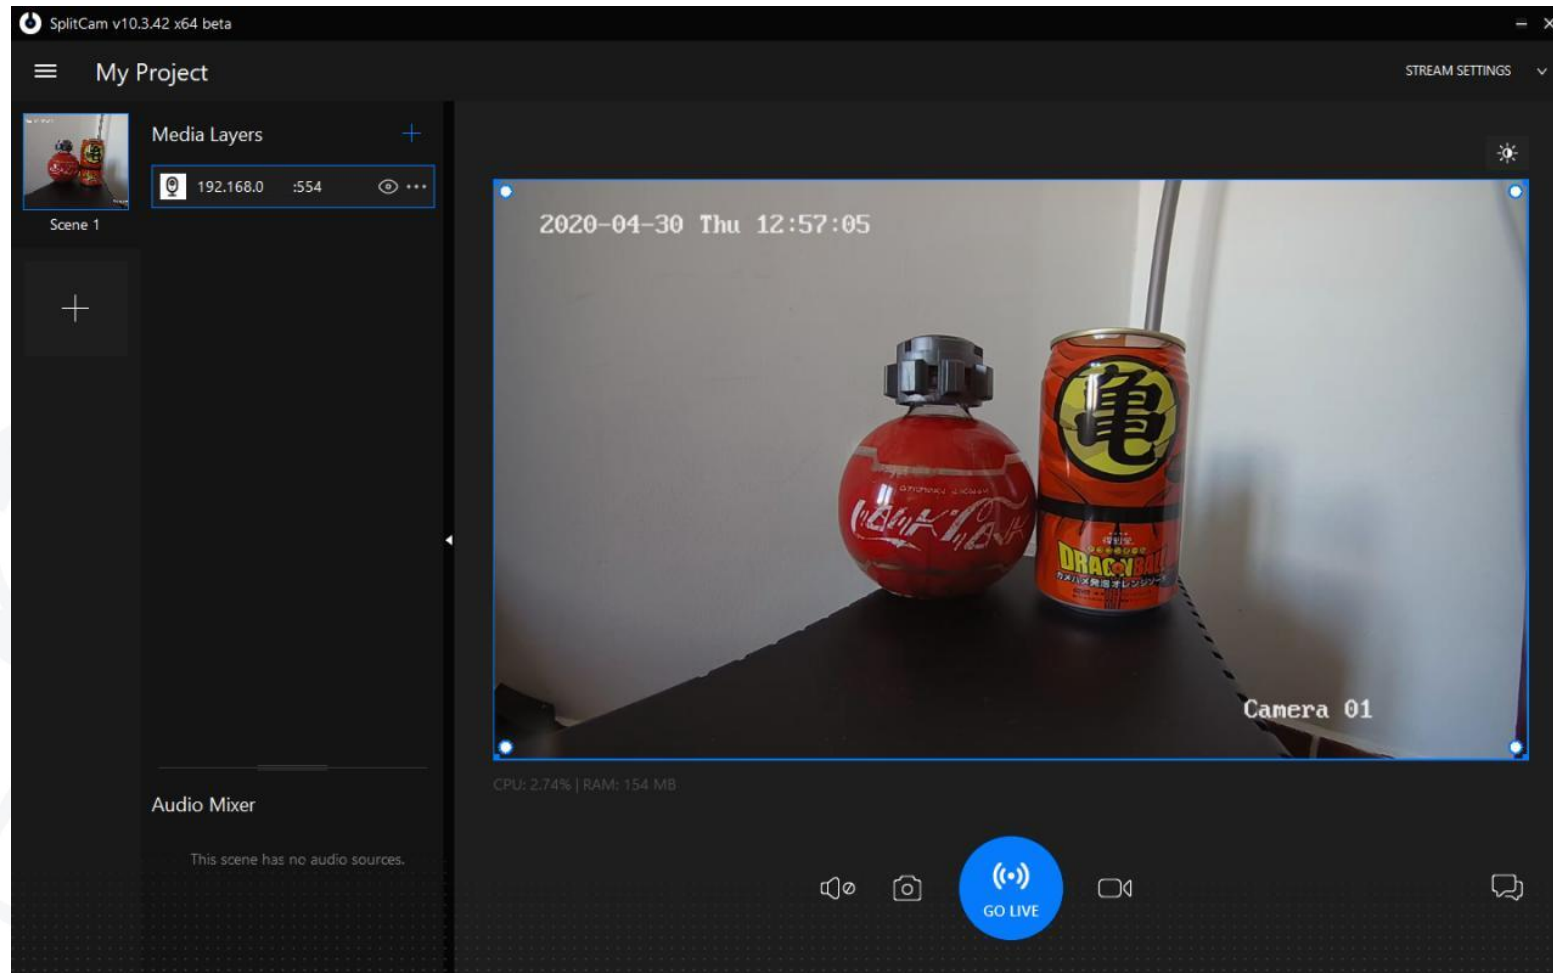 SplitCam v10.3.42 x64 beta
My Project
STREAM SETTINGS
Media Layers
192.168.0 :554
Scene 1
2020-04-30 Thu 12:57:05
亀
DRAGONBALL
Camera 01
CPU: 2.74% | RAM: 154 MB
Audio Mixer
This scene has no audio sources.
GO LIVE